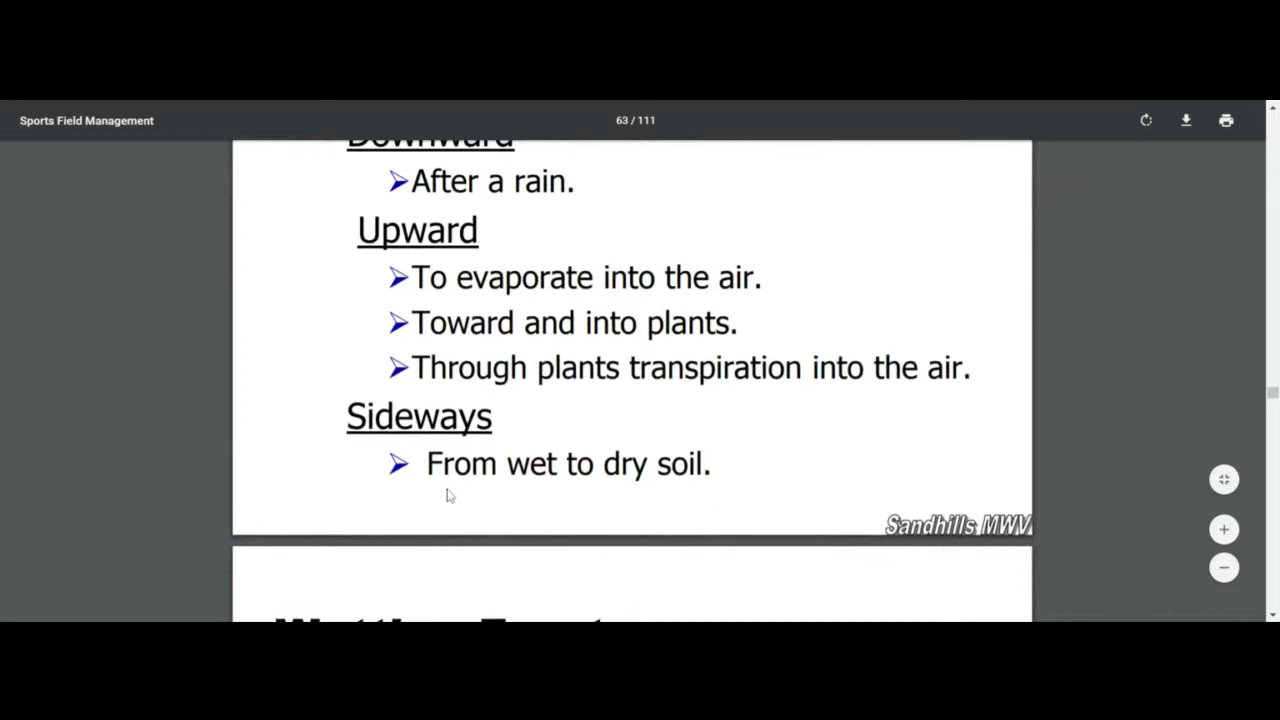 Sports Field Management
63 / 111
Downward
➢After a rain.
Upward
➢To evaporate into the air.
➢Toward and into plants.
➢Through plants transpiration into the air.
Sideways
➢ From wet to dry soil.
Sandhills MWV